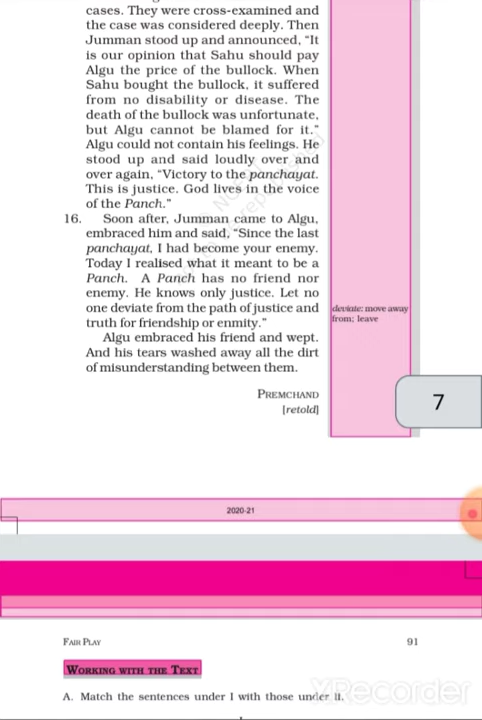 cases. They were cross-examined and
the case was considered deeply. Then
Jumman stood up and announced, “It
is our opinion that Sahu should pay
Algu the price of the bullock. When
Sahu bought the bullock, it suffered
from no disability or disease. The
death of the bullock was unfortunate,
but Algu cannot be blamed for it.”
Algu could not contain his feelings. He
stood up and said loudly over and
over again, “Victory to the panchayat.
This is justice. God lives in the voice
of the Panch.”
16. Soon after, Jumman came to Algu,
embraced him and said, “Since the last
panchayat, I had become your enemy.
Today I realised what it meant to be a
Panch. A Panch has no friend nor
enemy. He knows only justice. Let no
one deviate from the path of justice and
truth for friendship or enmity.”
deviate: move away
from; leave
Algu embraced his friend and wept.
And his tears washed away all the dirt
of misunderstanding between them.
PREMCHAND
[retold]
7
2020-21
FAIR PLAY 91
WORKING WITH THE TEXT
A. Match the sentences under I with those under II.
XRecorder